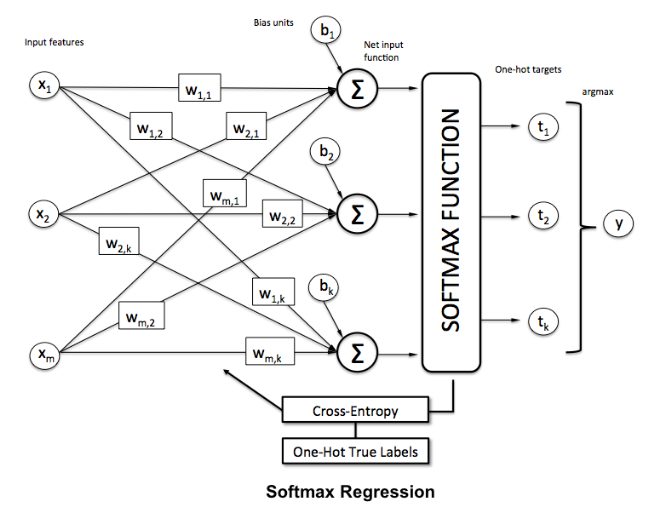 Bias units
b1
Input features
Net input
function
One-hot targets
argmax
x1
w1,1
Σ
w1,2
w2,1
t1
b2
SOFTMAX FUNCTION
wm,1
x2
w2,2
Σ
t2
y
w2,k
w1,k
bk
wm,2
tk
xm
wm,k
Σ
Cross-Entropy
One-Hot True Labels
Softmax Regression